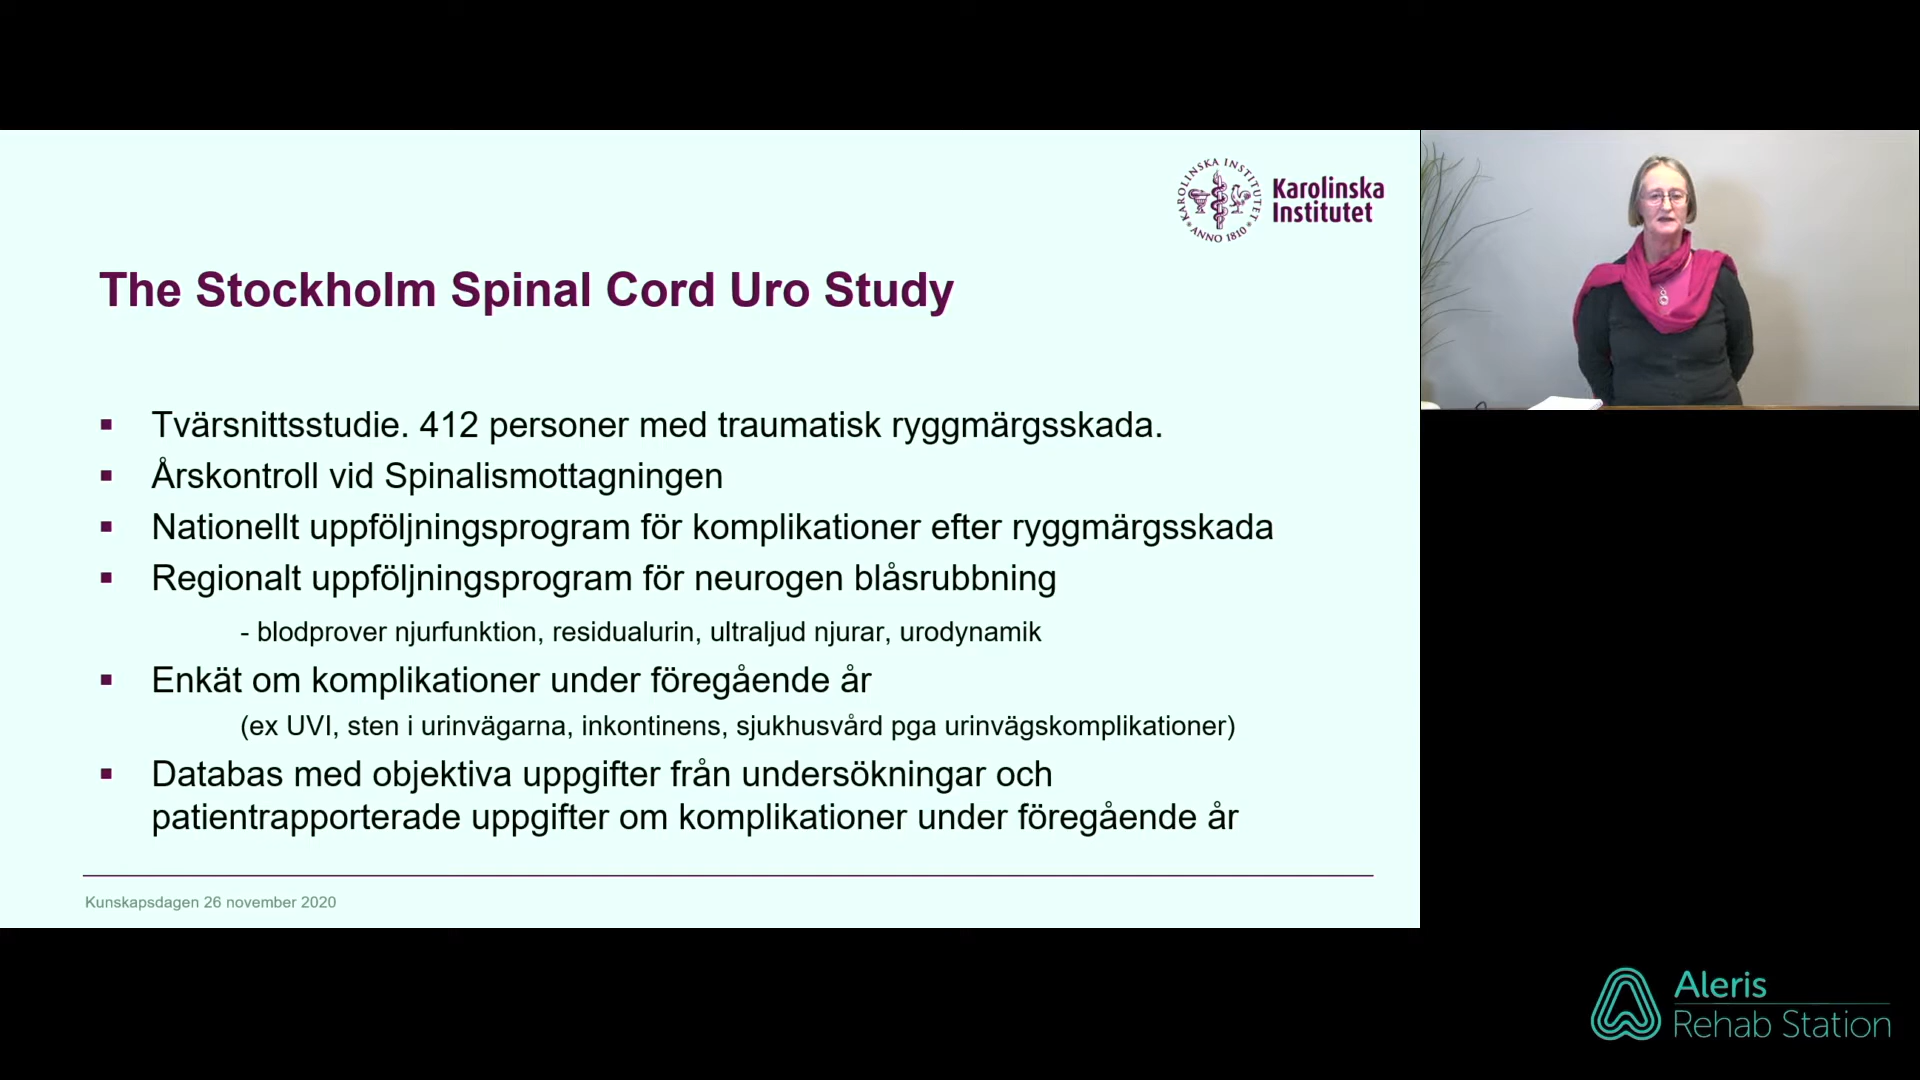 KAROLINSKA INSTITUTET
ANNO 1810
Karolinska
Institutet
The Stockholm Spinal Cord Uro Study
▪ Tvärsnittsstudie. 412 personer med traumatisk ryggmärgsskada.
▪ Årskontroll vid Spinalismottagningen
▪ Nationellt uppföljningsprogram för komplikationer efter ryggmärgsskada
▪ Regionalt uppföljningsprogram för neurogen blåsrubbning
- blodprover njurfunktion, residualurin, ultraljud njurar, urodynamik
▪ Enkät om komplikationer under föregående år
(ex UVI, sten i urinvägarna, inkontinens, sjukhusvård pga urinvägskomplikationer)
▪ Databas med objektiva uppgifter från undersökningar och
patientrapporterade uppgifter om komplikationer under föregående år
Kunskapsdagen 26 november 2020
Aleris
Rehab Station